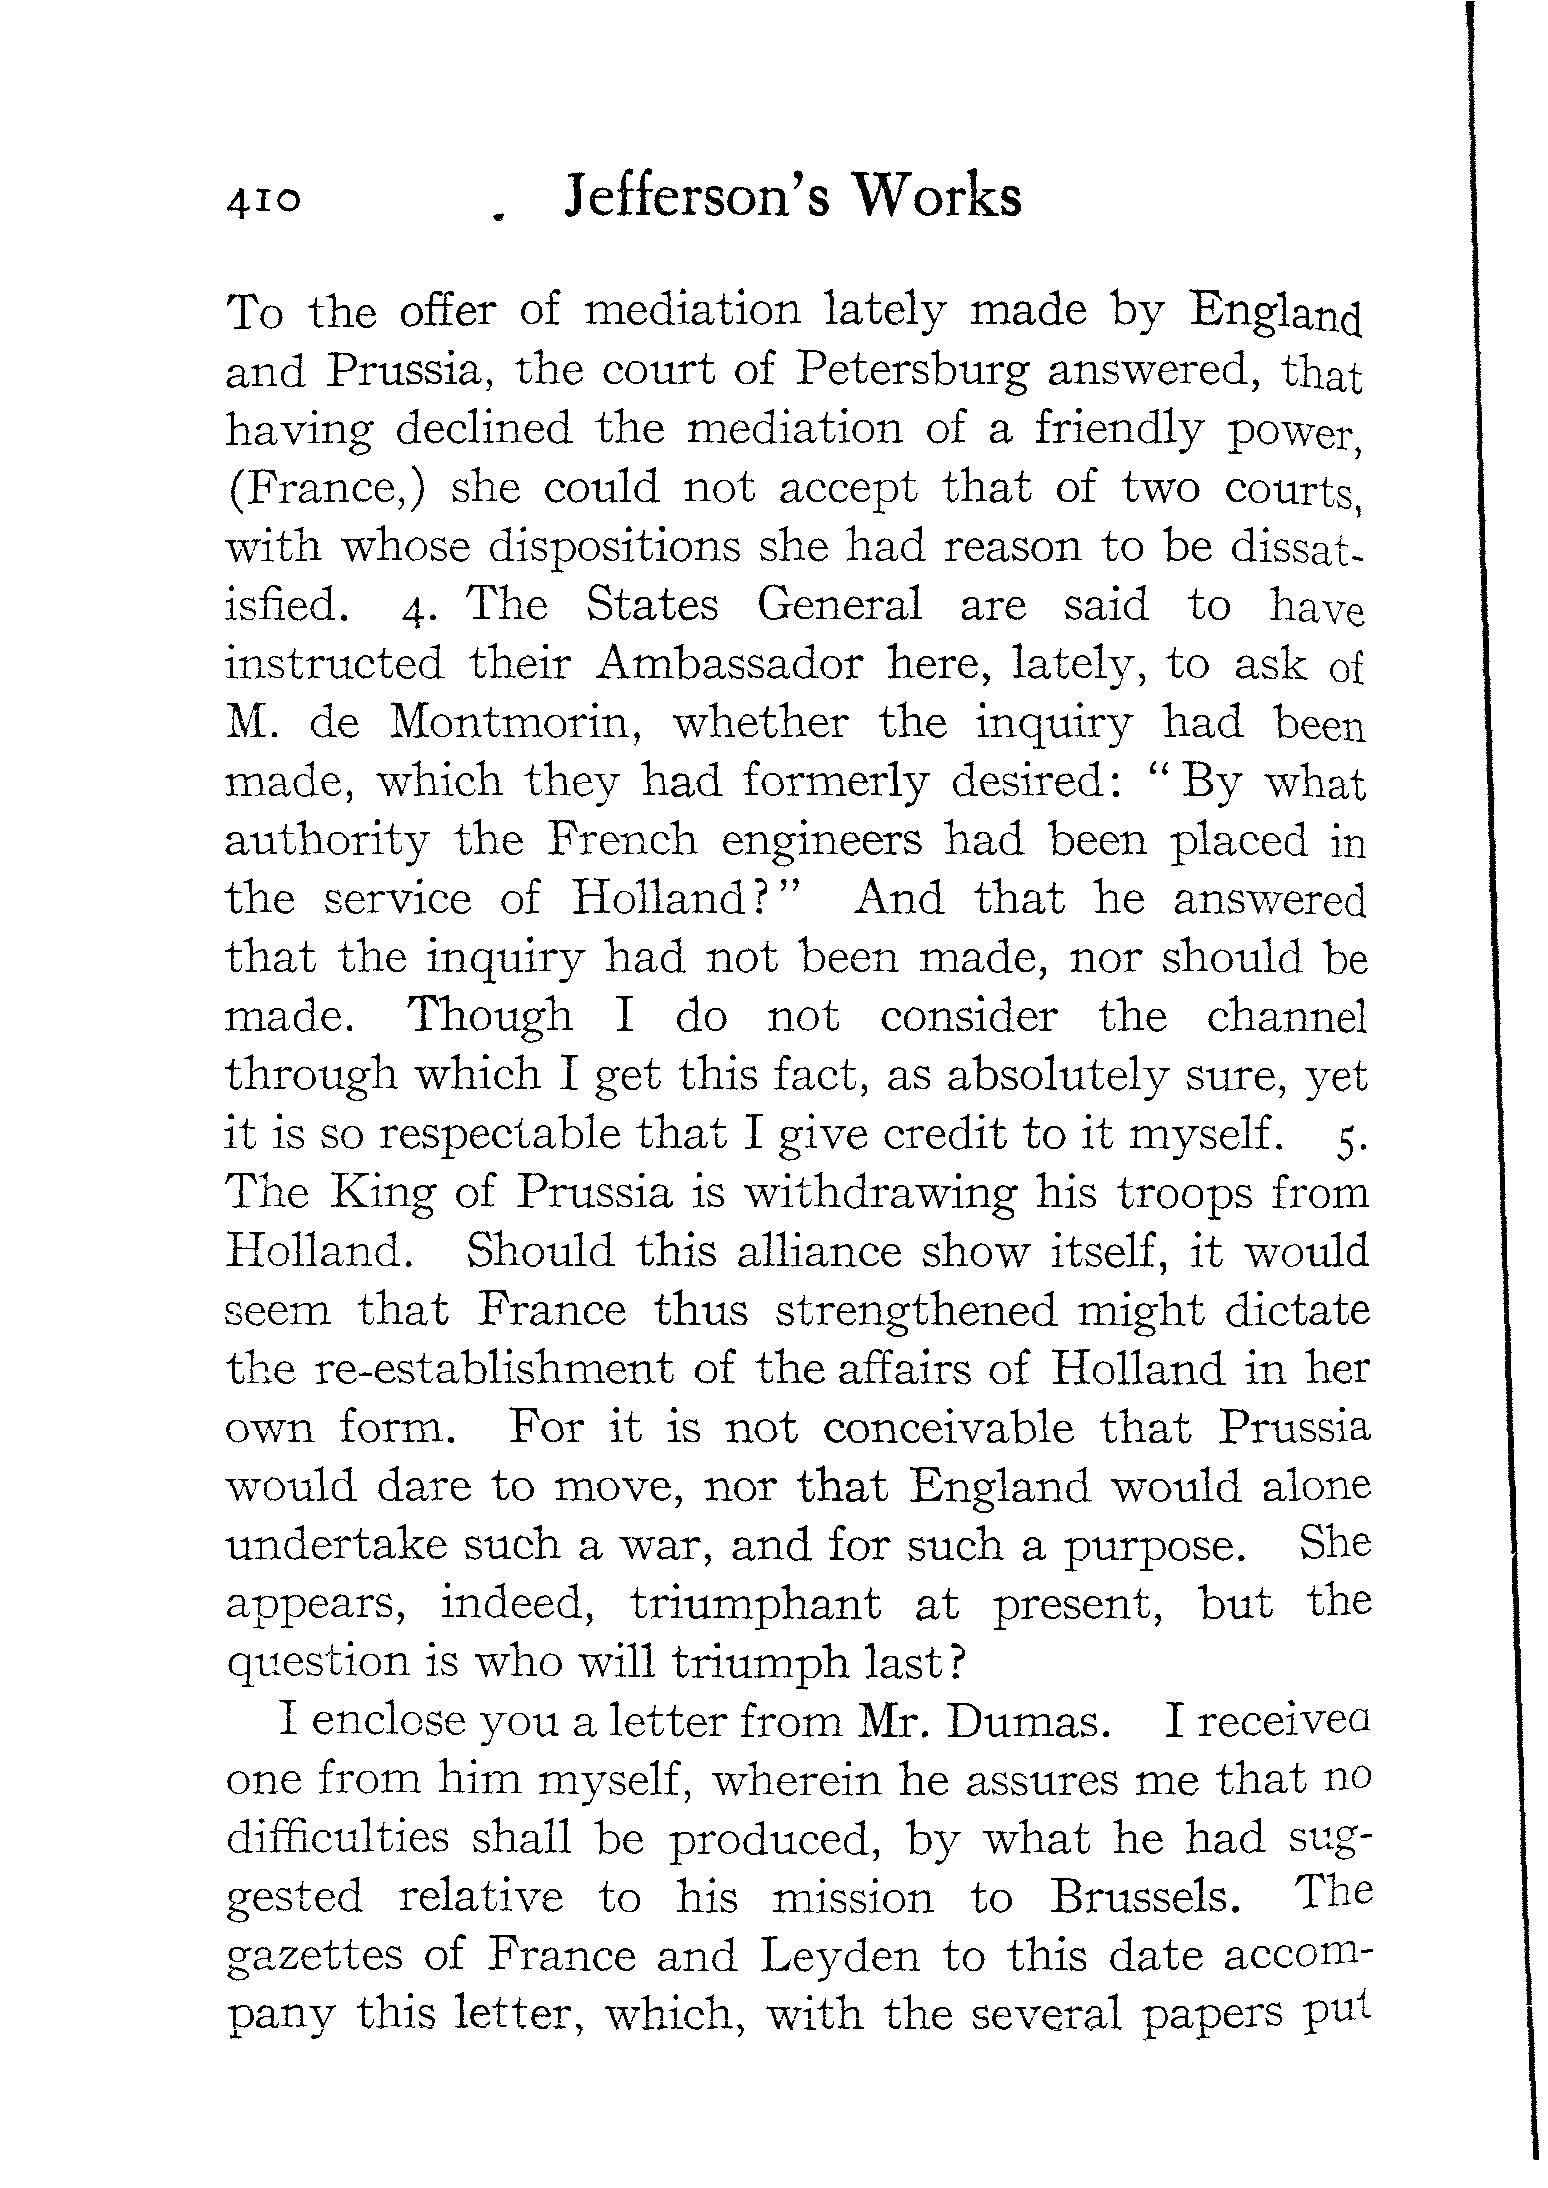 410 Jefferson's Works
To the offer of mediation lately made by England
and Prussia, the court of Petersburg answered, that
having declined the mediation of a friendly power,
(France,) she could not accept that of two courts,
with whose dispositions she had reason to be dissat-
isfied. 4. The States General are said to have
instructed their Ambassador here, lately, to ask of
M. de Montmorin, whether the inquiry had been
made, which they had formerly desired: "By what
authority the French engineers had been placed in
the service of Holland?" And that he answered
that the inquiry had not been made, nor should be
made. Though I do not consider the channel
through which I get this fact, as absolutely sure, yet
it is so respectable that I give credit to it myself. 5.
The King of Prussia is withdrawing his troops from
Holland. Should this alliance show itself, it would
seem that France thus strengthened might dictate
the re-establishment of the affairs of Holland in her
own form. For it is not conceivable that Prussia
would dare to move, nor that England would alone
undertake such a war, and for such a purpose. She
appears, indeed, triumphant at present, but the
question is who will triumph last?
I enclose you a letter from Mr. Dumas. I received
one from him myself, wherein he assures me that no
difficulties shall be produced, by what he had sug-
gested relative to his mission to Brussels. The
gazettes of France and Leyden to this date accom-
pany this letter, which, with the several papers put